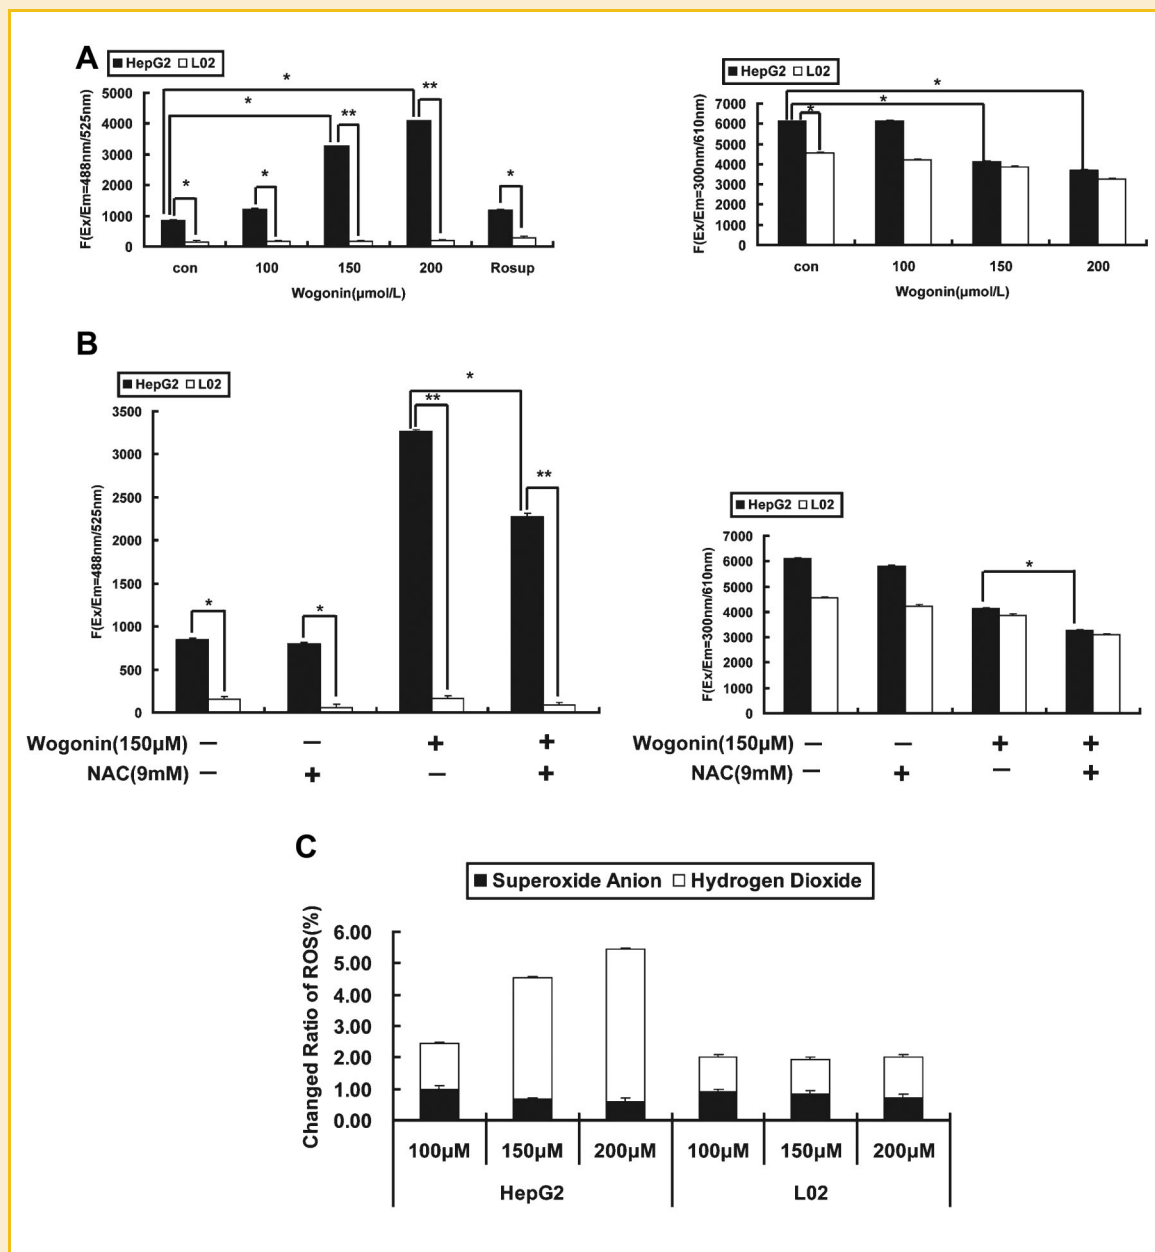 A
HepG2 L02
5000
4000
3000
2000
1000
0
F(Ex/Em=488nm/525nm)
* * * * ** ** *
con 100 150 200 Rosup
Wogonin(μmol/L)
HepG2 L02
7000
6000
5000
4000
3000
2000
1000
0
F(Ex/Em=300nm/610nm)
* * *
con 100 150 200
Wogonin(μmol/L)
B
HepG2 L02
3500
3000
2500
2000
1500
1000
500
0
F(Ex/Em=488nm/525nm)
* * ** * **
Wogonin(150μM) — — + +
NAC(9mM) — + — +
HepG2 L02
7000
6000
5000
4000
3000
2000
1000
0
F(Ex/Em=300nm/610nm)
*
Wogonin(150μM) — — + +
NAC(9mM) — + — +
C
Superoxide Anion Hydrogen Dioxide
Changed Ratio of ROS(%)
6.00
5.00
4.00
3.00
2.00
1.00
0.00
100μM 150μM 200μM 100μM 150μM 200μM
HepG2 L02